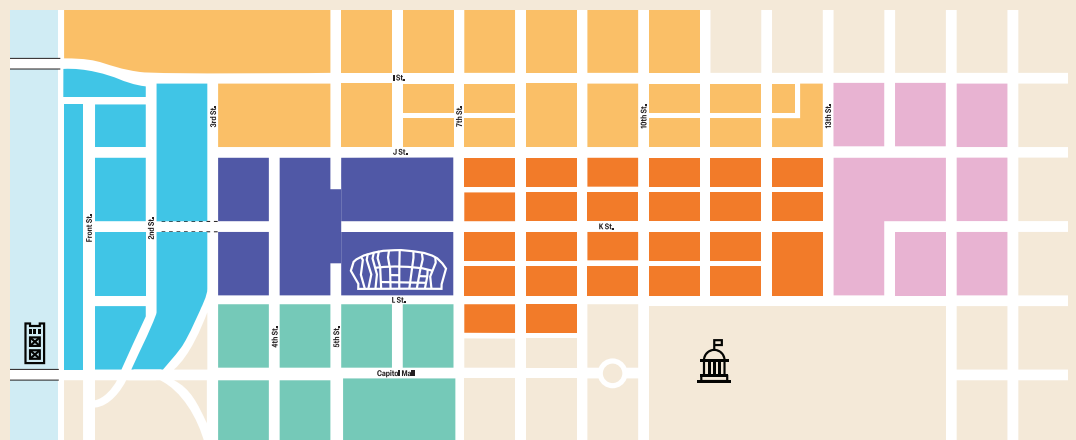 I St.
3rd St.
7th St.
10th St.
13th St.
J St.
Front St.
2nd St.
K St.
L St.
4th St.
5th St.
Capitol Mall